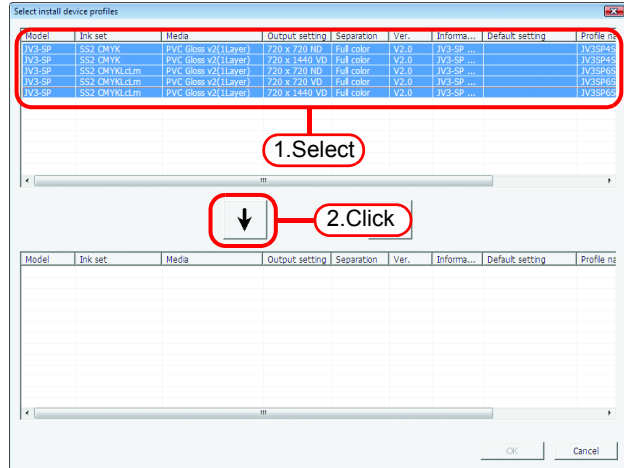 Select install device profiles
Model Ink set Media Output setting Separation Ver. Informa... Default setting Profile na
JV3-SP SS2 CMYK PVC Gloss v2(1Layer) 720 x 720 ND Full color V2.0 JV3-SP ... JV3SP4S
JV3-SP SS2 CMYK PVC Gloss v2(1Layer) 720 x 1440 VD Full color V2.0 JV3-SP ... JV3SP4S
JV3-SP SS2 CMYKLcLm PVC Gloss v2(1Layer) 720 x 720 ND Full color V2.0 JV3-SP ... JV3SP6S
JV3-SP SS2 CMYKLcLm PVC Gloss v2(1Layer) 720 x 720 VD Full color V2.0 JV3-SP ... JV3SP6S
JV3-SP SS2 CMYKLcLm PVC Gloss v2(1Layer) 720 x 1440 VD Full color V2.0 JV3-SP ... JV3SP6S
1.Select
2.Click
Model Ink set Media Output setting Separation Ver. Informa... Default setting Profile na
OK Cancel